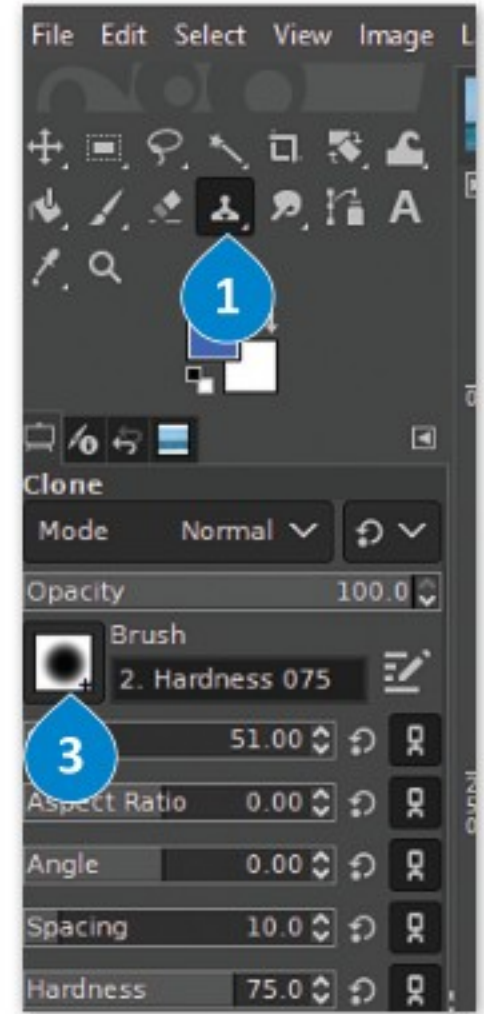 File Edit Select View Image L
1
Clone
Mode Normal
Opacity 100.0
Brush
2. Hardness 075
3
51.00
Aspect Ratio 0.00
Angle 0.00
Spacing 10.0
Hardness 75.0